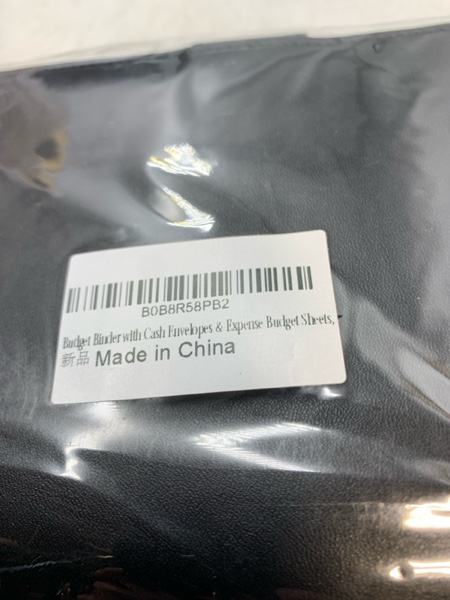 B0B8R58PB2
Budget Binder with Cash Envelopes & Expense Budget Sheets,
新品 Made in China